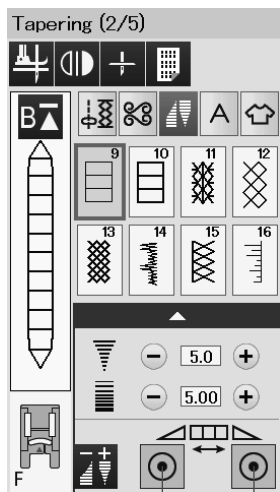 Tapering (2/5)
B
A
9 10 11 12
13 14 15 16
− 5.0 +
− 5.00 +
− +
F